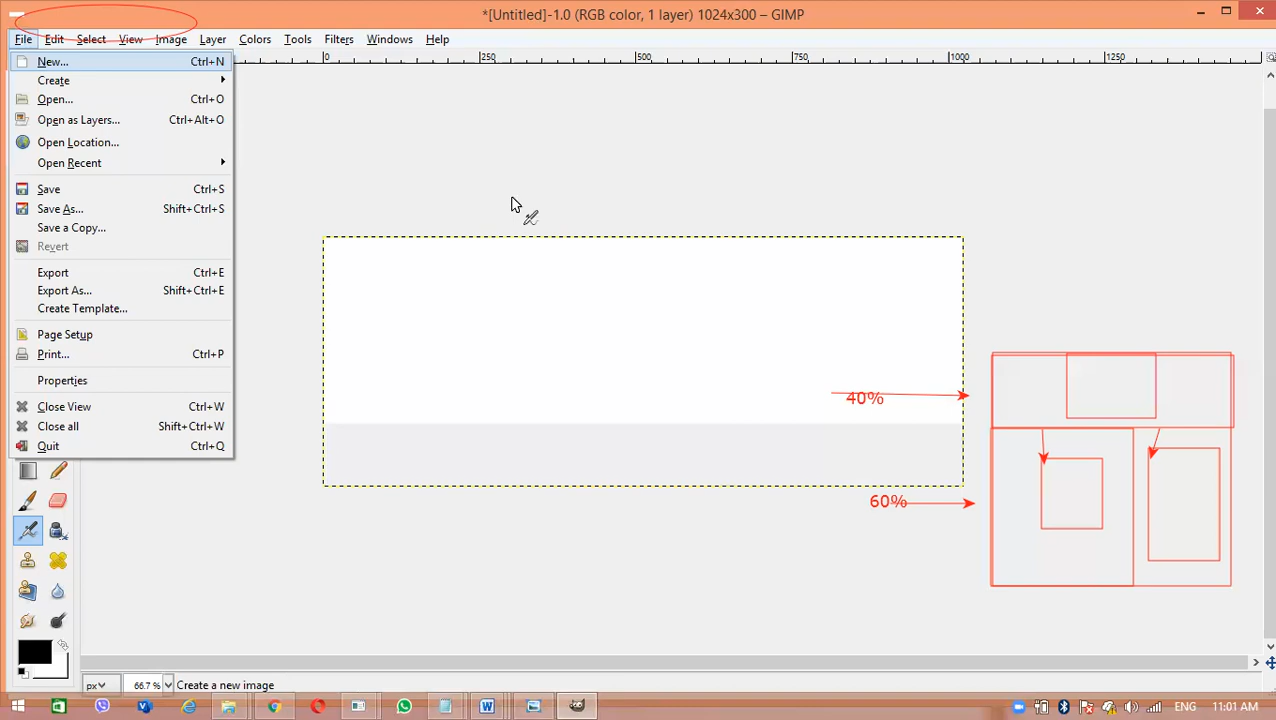 *[Untitled]-1.0 (RGB color, 1 layer) 1024x300 – GIMP
File Edit Select View Image Layer Colors Tools Filters Windows Help
New... Ctrl+N
Create
Open... Ctrl+O
Open as Layers... Ctrl+Alt+O
Open Location...
Open Recent
Save Ctrl+S
Save As... Shift+Ctrl+S
Save a Copy...
Revert
Export Ctrl+E
Export As... Shift+Ctrl+E
Create Template...
Page Setup
Print... Ctrl+P
Properties
Close View Ctrl+W
Close all Shift+Ctrl+W
Quit Ctrl+Q
0 250 500 750 1000 1250
40%
60%
px 66.7 % Create a new image
ENG 11:01 AM